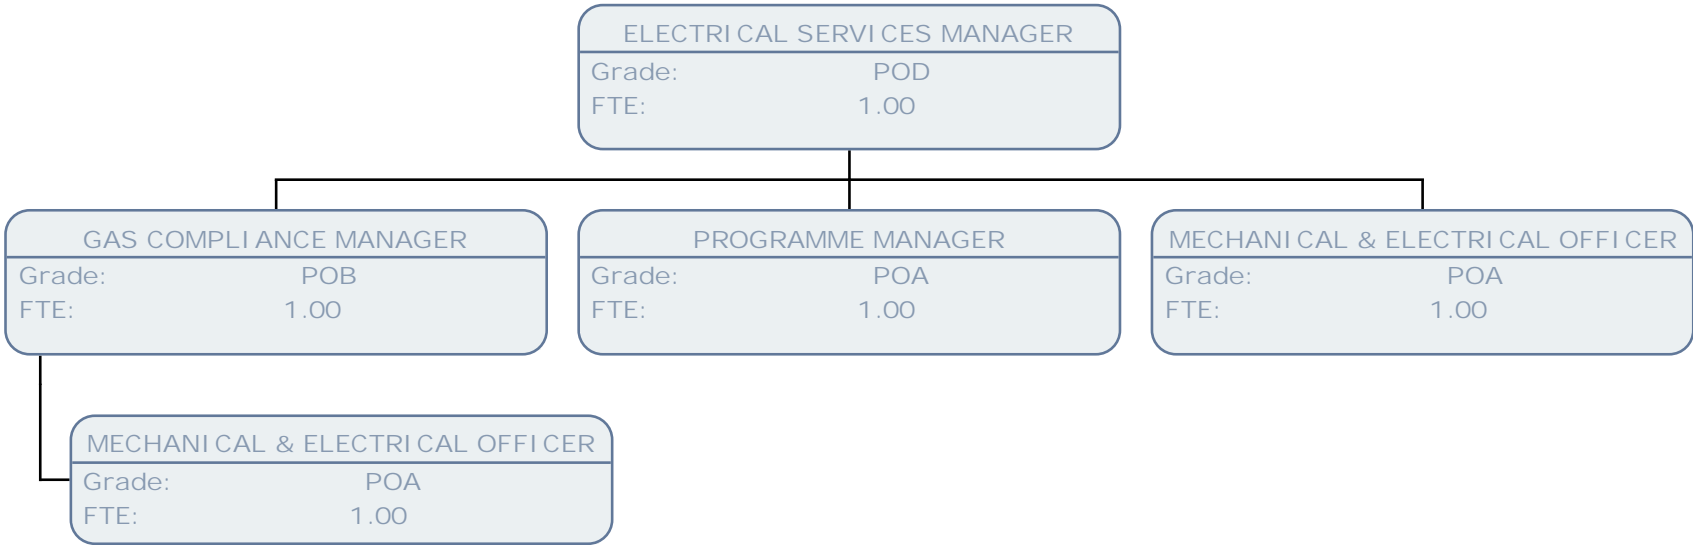 ELECTRICAL SERVICES MANAGER
Grade: POD
FTE: 1.00
GAS COMPLIANCE MANAGER
Grade: POB
FTE: 1.00
PROGRAMME MANAGER
Grade: POA
FTE: 1.00
MECHANICAL & ELECTRICAL OFFICER
Grade: POA
FTE: 1.00
MECHANICAL & ELECTRICAL OFFICER
Grade: POA
FTE: 1.00